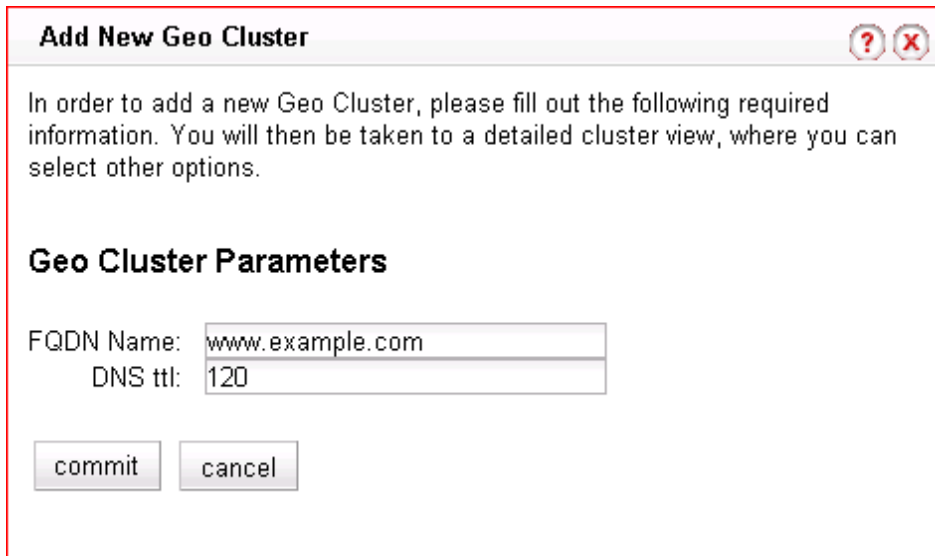 Add New Geo Cluster
? X
In order to add a new Geo Cluster, please fill out the following required
information. You will then be taken to a detailed cluster view, where you can
select other options.
Geo Cluster Parameters
FQDN Name: www.example.com
DNS ttl: 120
commit cancel